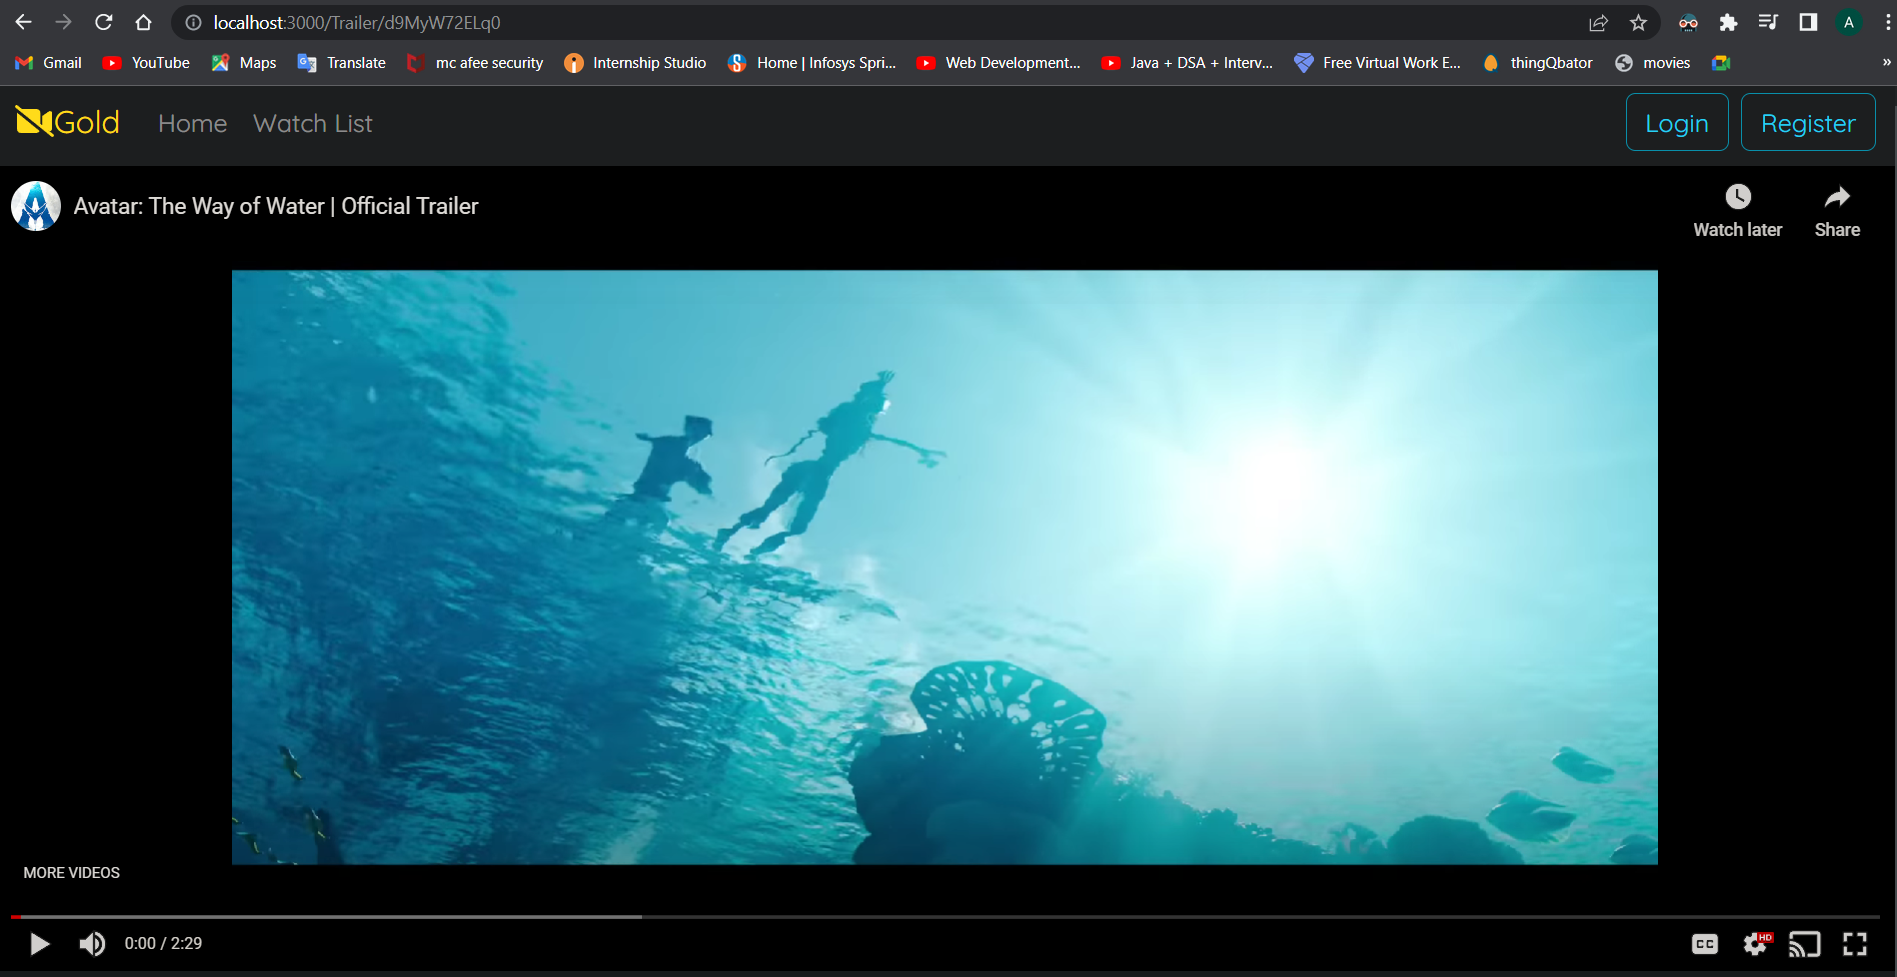 localhost:3000/Trailer/d9MyW72ELq0
A
Gmail YouTube Maps Translate mc afee security Internship Studio Home | Infosys Spri... Web Development... Java + DSA + Interv... Free Virtual Work E... thingQbator movies »
Gold Home Watch List Login Register
Avatar: The Way of Water | Official Trailer
Watch later Share
MORE VIDEOS
0:00 / 2:29 CC HD